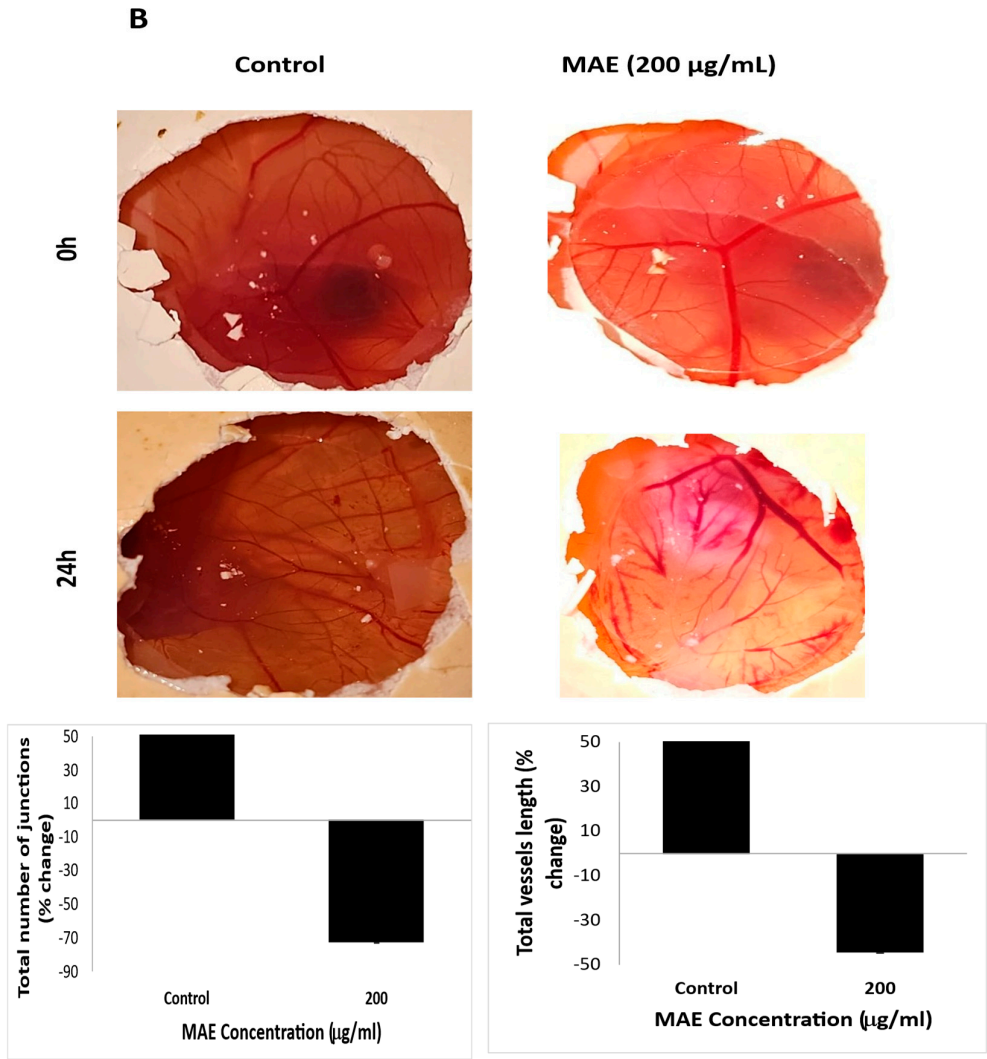 B
Control
MAE (200 µg/mL)
0h
24h
Total number of junctions
(% change)
50
30
10
-10
-30
-50
-70
-90
Control
200
MAE Concentration (µg/ml)
Total vessels length (%
change)
50
30
10
-10
-30
-50
Control
200
MAE Concentration (µg/ml)